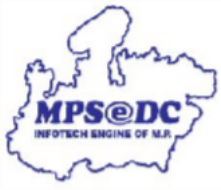 MPS@DC
INFOTECH ENGINE OF M.P.